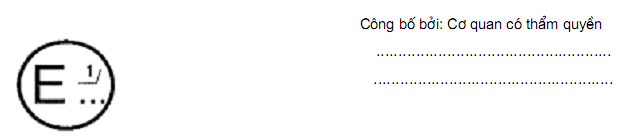 Công bố bởi: Cơ quan có thẩm quyền
......................................................
.......................................................
E 1/
...